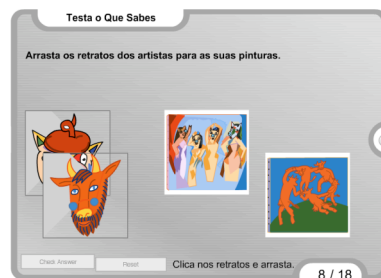 Testa o Que Sabes
Arrasta os retratos dos artistas para as suas pinturas.
Check Answer
Reset
Clica nos retratos e arrasta.
8 / 18